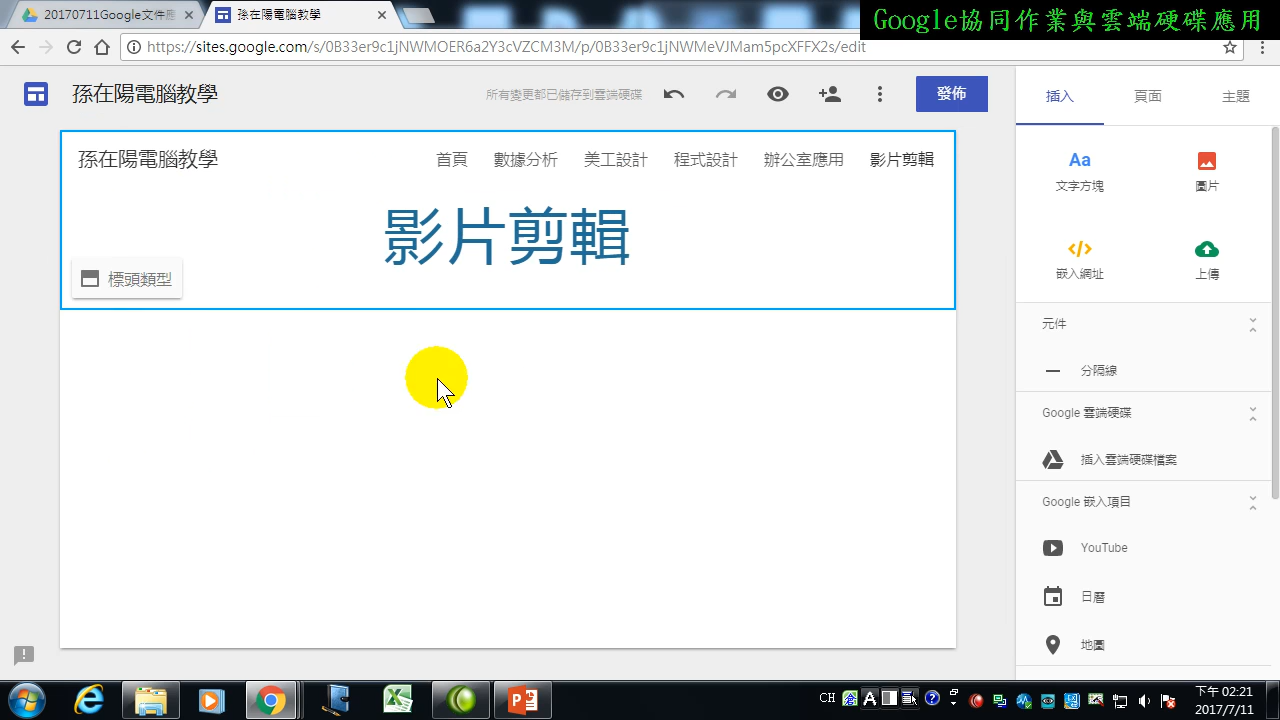 20170711Google文件應
孫在陽電腦教學
Google協同作業與雲端硬碟應用
https://sites.google.com/s/0B33er9c1jNWMOER6a2Y3cVZCM3M/p/0B33er9c1jNWMeVJMam5pcXFFX2s/edit
孫在陽電腦教學
所有變更都已儲存到雲端硬碟
發佈
插入
頁面
主題
孫在陽電腦教學
首頁
數據分析
美工設計
程式設計
辦公室應用
影片剪輯
影片剪輯
標頭類型
Aa
文字方塊
圖片
嵌入網址
上傳
元件
分隔線
Google 雲端硬碟
插入雲端硬碟檔案
Google 嵌入項目
YouTube
日曆
地圖
CH
下午 02:21
2017/7/11